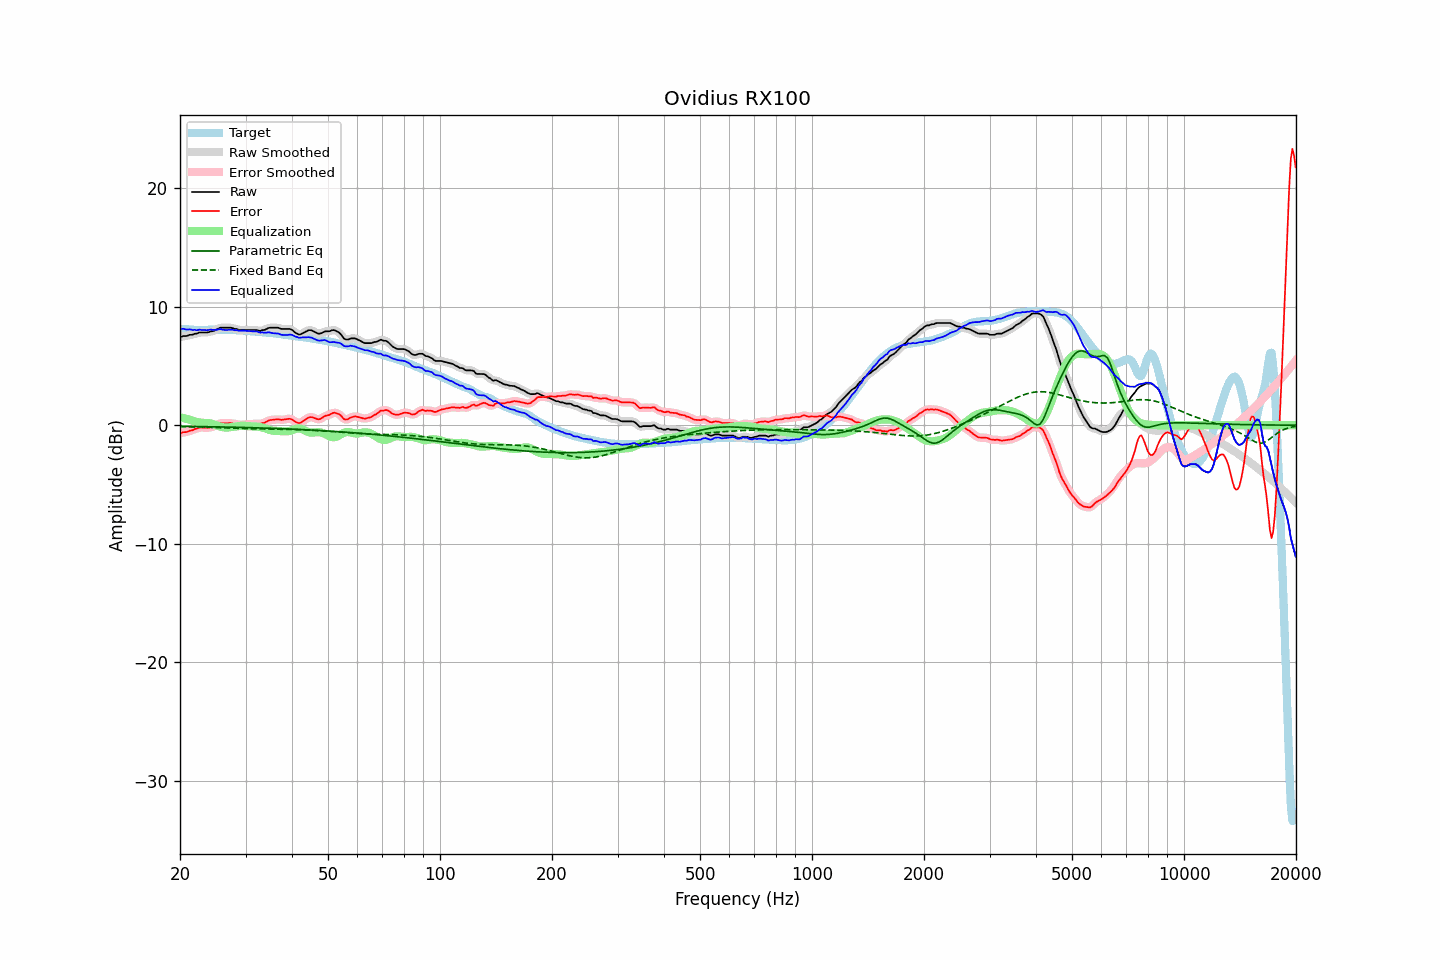 Ovidius RX100
Target
Raw Smoothed
Error Smoothed
Raw
Error
Equalization
Parametric Eq
Fixed Band Eq
Equalized
Amplitude (dBr)
20
10
0
−10
−20
−30
20 50 100 200 500 1000 2000 5000 10000 20000
Frequency (Hz)